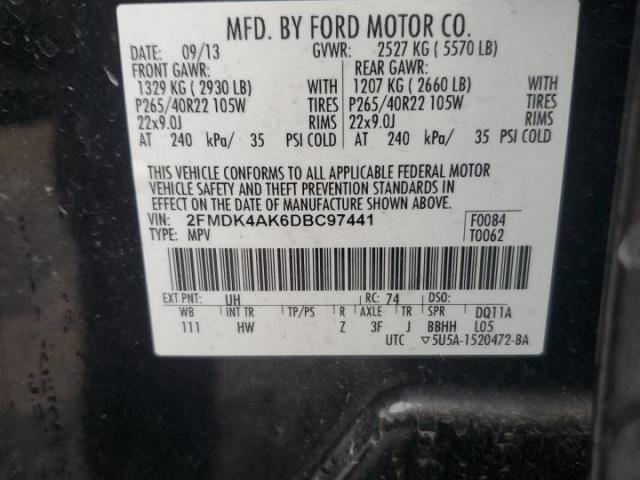 MFD. BY FORD MOTOR CO.
DATE: 09/13 GVWR: 2527 KG ( 5570 LB)
FRONT GAWR: REAR GAWR:
1329 KG ( 2930 LB) WITH 1207 KG ( 2660 LB) WITH
P265/40R22 105W TIRES P265/40R22 105W TIRES
22x9.0J RIMS 22x9.0J RIMS
AT 240 kPa/ 35 PSI COLD AT 240 kPa/ 35 PSI COLD
THIS VEHICLE CONFORMS TO ALL APPLICABLE FEDERAL MOTOR
VEHICLE SAFETY AND THEFT PREVENTION STANDARDS IN
EFFECT ON THE DATE OF MANUFACTURE SHOWN ABOVE.
VIN: 2FMDK4AK6DBC97441 F0084
TYPE: MPV T0062
EXT PNT: UH RC: 74 DSO:
WB INT TR TP/PS R AXLE TR SPR DQ11A
111 HW Z 3F J BBHH L05
UTC ▽5U5A-1520472-BA